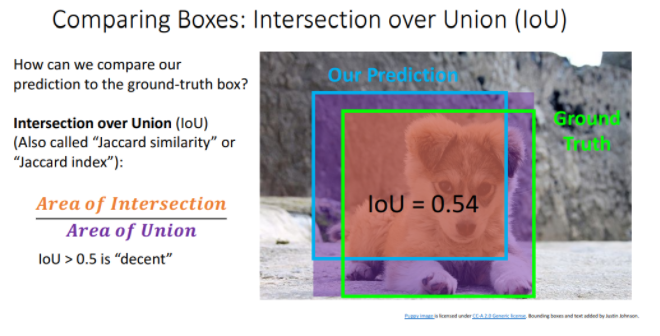 Comparing Boxes: Intersection over Union (IoU)
How can we compare our
prediction to the ground-truth box?
Intersection over Union (IoU)
(Also called “Jaccard similarity” or
“Jaccard index”):
Area of Intersection
Area of Union
IoU > 0.5 is “decent”
Our Prediction
Ground
Truth
IoU = 0.54
Puppy image is licensed under CC-A 2.0 Generic license. Bounding boxes and text added by Justin Johnson.